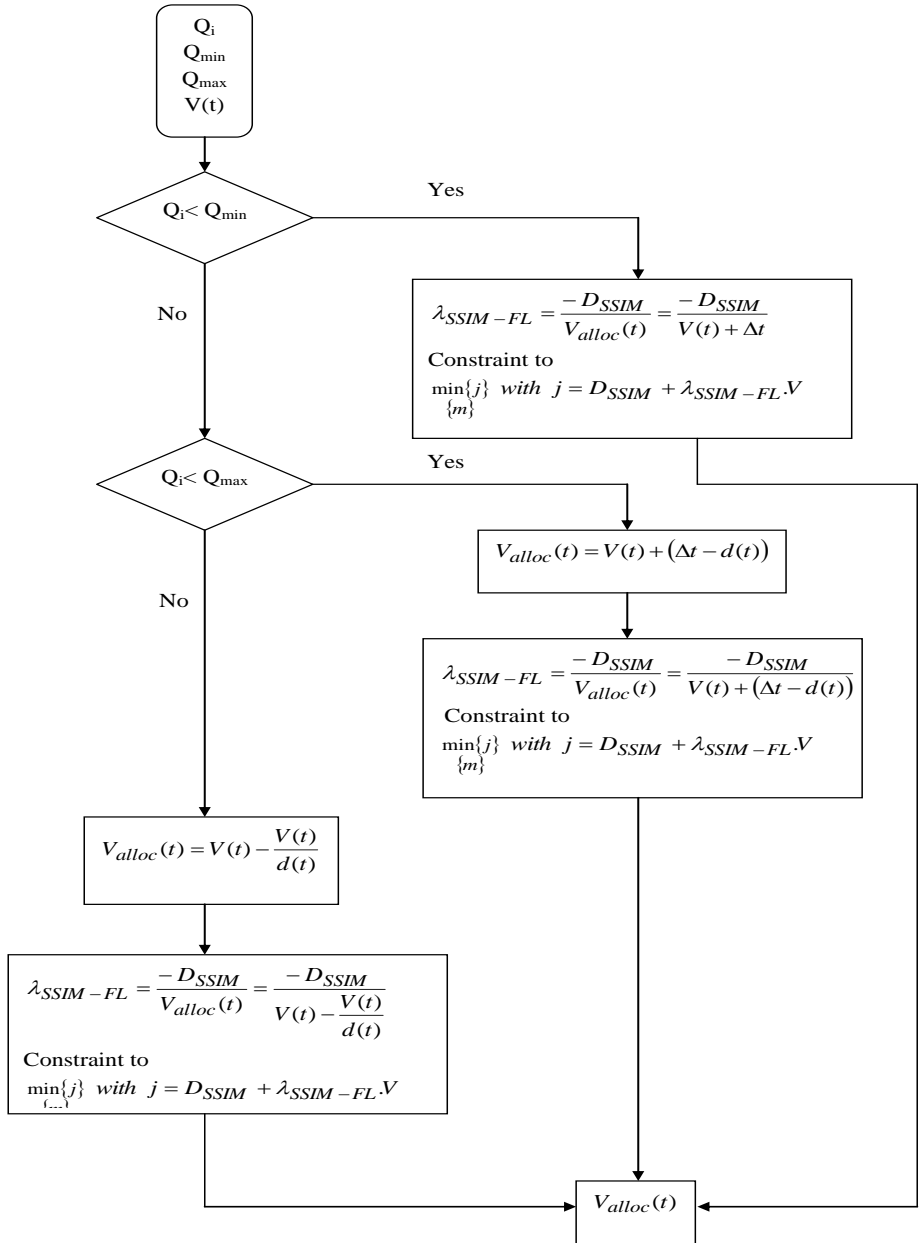 Qi
Qmin
Qmax
V(t)
Qi< Qmin
Yes
No
λSSIM−FL = −DSSIM / Valloc(t) = −DSSIM / V(t) + Δt
Constraint to
min{j} with j = DSSIM + λSSIM−FL.V
{m}
Qi< Qmax
Yes
No
Valloc(t) = V(t) + (Δt − d(t))
λSSIM−FL = −DSSIM / Valloc(t) = −DSSIM / V(t) + (Δt − d(t))
Constraint to
min{j} with j = DSSIM + λSSIM−FL.V
{m}
Valloc(t) = V(t) − V(t) / d(t)
λSSIM−FL = −DSSIM / Valloc(t) = −DSSIM / V(t) − V(t) / d(t)
Constraint to
min{j} with j = DSSIM + λSSIM−FL.V
Valloc(t)